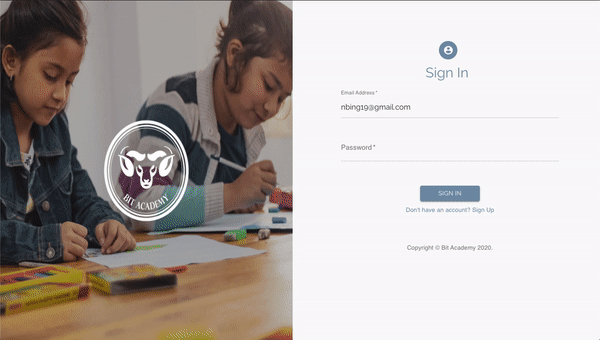 BIT ACADEMY
Sign In
Email Address *
nbing19@gmail.com
Password *
SIGN IN
Don't have an account? Sign Up
Copyright © Bit Academy 2020.